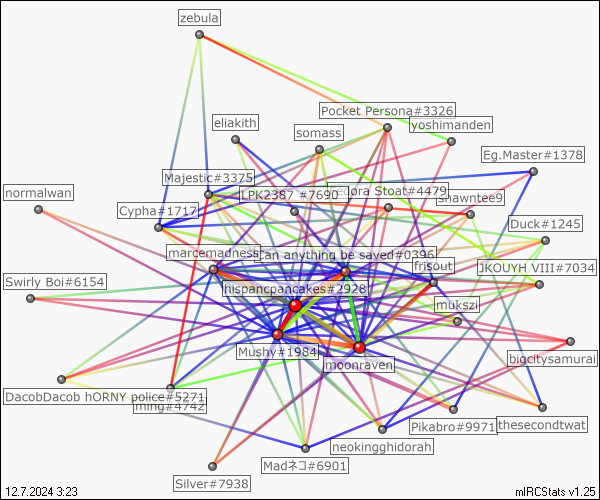 zebula
Pocket Persona#3326
eliakith
somass
yoshimanden
Eg.Master#1378
Majestic#3375
LPK2387 #7690
edora Stoat#4479
shawntee9
normalwan
Cypha#1717
Duck#1245
marcemadness
can anything be saved#0396
frisout
JKOUYH VIII#7034
Swirly Boi#6154
hispancpancakes#2928
mukszi
Mushy#1984
moonraven
bigcitysamurai
DacobDacob hORNY police#5271
ming#4742
Pikabro#9971
thesecondtwat
neokingghidorah
Madネコ#6901
Silver#7938
12.7.2024 3:23
mIRCStats v1.25